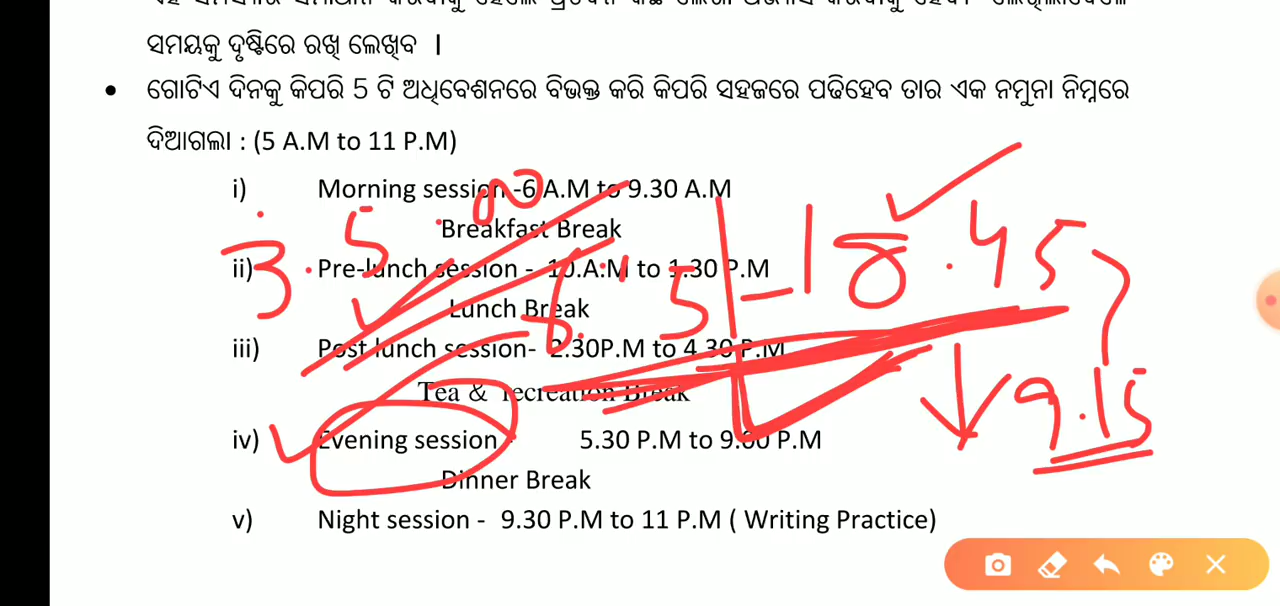 ସମୟକୁ ଦୃଷ୍ଟିରେ ରଖି ଲେଖିବ ।
• ଗୋଟିଏ ଦିନକୁ କିପରି 5 ଟି ଅଧିବେଶନରେ ବିଭକ୍ତ କରି କିପରି ସହଜରେ ପଢିହେବ ତାର ଏକ ନମୁନା ନିମ୍ନରେ
ଦିଆଗଲା : (5 A.M to 11 P.M)
i) Morning session -6 A.M to 9.30 A.M
Breakfast Break
ii) Pre-lunch session - 10.A.M to 1.30 P.M
Lunch Break
iii) Post lunch session- 2.30P.M to 4.30 P.M
Tea & recreation Break
iv) Evening session - 5.30 P.M to 9.00 P.M
Dinner Break
v) Night session - 9.30 P.M to 11 P.M ( Writing Practice)
18.45
9.15